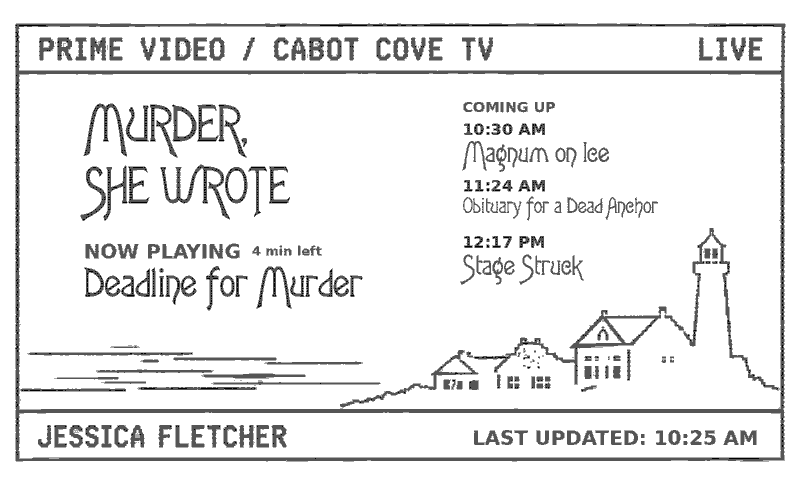 PRIME VIDEO / CABOT COVE TV
LIVE
MURDER,
SHE WROTE
NOW PLAYING 4 min left
Deadline for Murder
COMING UP
10:30 AM
Magnum on Ice
11:24 AM
Obituary for a Dead Anchor
12:17 PM
Stage Struck
JESSICA FLETCHER
LAST UPDATED: 10:25 AM